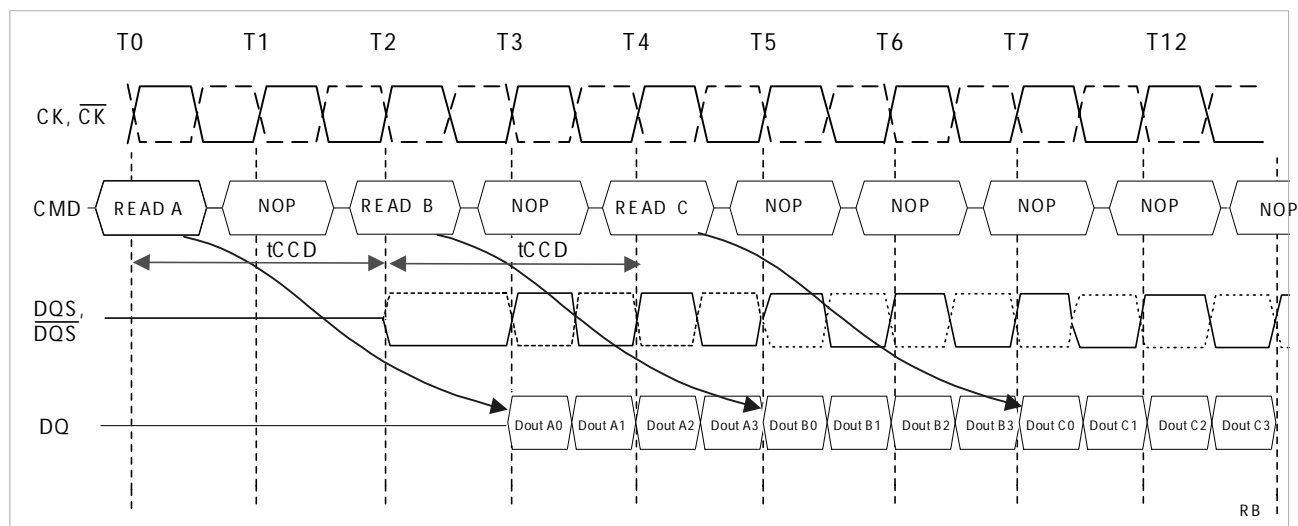 T0 T1 T2 T3 T4 T5 T6 T7 T12
CK, CK
CMD READ A NOP READ B NOP READ C NOP NOP NOP NOP NOP
tCCD tCCD
DQS,
DQS
DQ Dout A0 Dout A1 Dout A2 Dout A3 Dout B0 Dout B1 Dout B2 Dout B3 Dout C0 Dout C1 Dout C2 Dout C3
RB